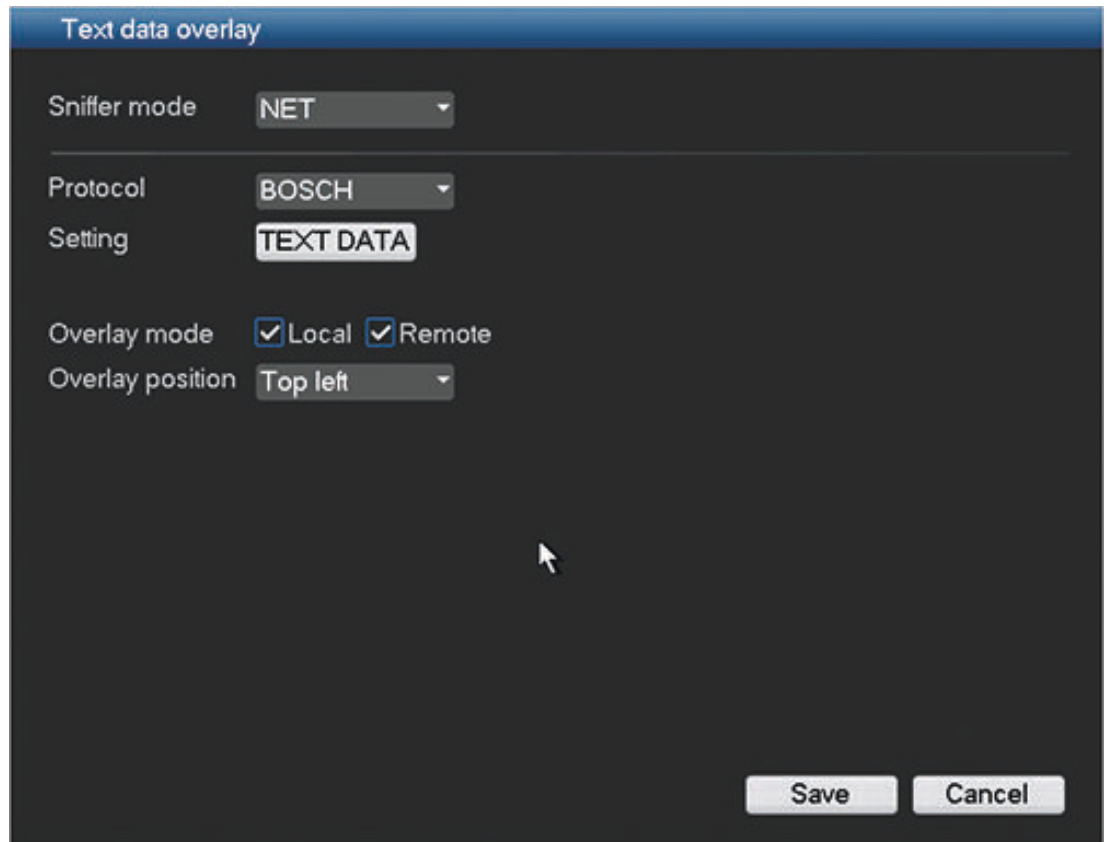 Text data overlay
Sniffer mode NET
Protocol BOSCH
Setting TEXT DATA
Overlay mode Local Remote
Overlay position Top left
Save Cancel